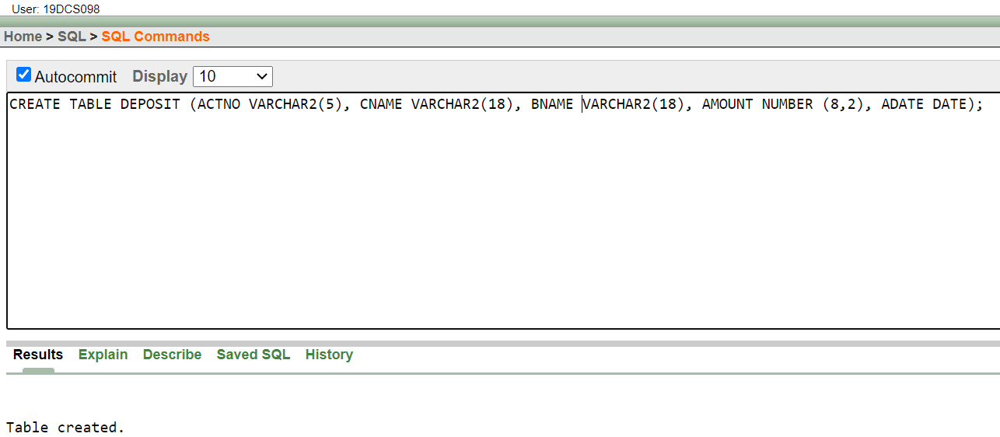 User: 19DCS098
Home > SQL > SQL Commands
Autocommit Display 10
CREATE TABLE DEPOSIT (ACTNO VARCHAR2(5), CNAME VARCHAR2(18), BNAME VARCHAR2(18), AMOUNT NUMBER (8,2), ADATE DATE);
Results Explain Describe Saved SQL History
Table created.